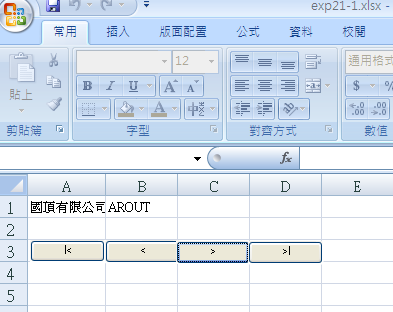 exp21-1.xlsx -
常用 插入 版面配置 公式 資料 校閱
貼上 12 A A 通用格式
B I U $ %
A 中文
剪貼簿 字型 對齊方式 數值
fx
A B C D E
1 國頂有限公司 AROUT
2
3 |< < > >|
4
5